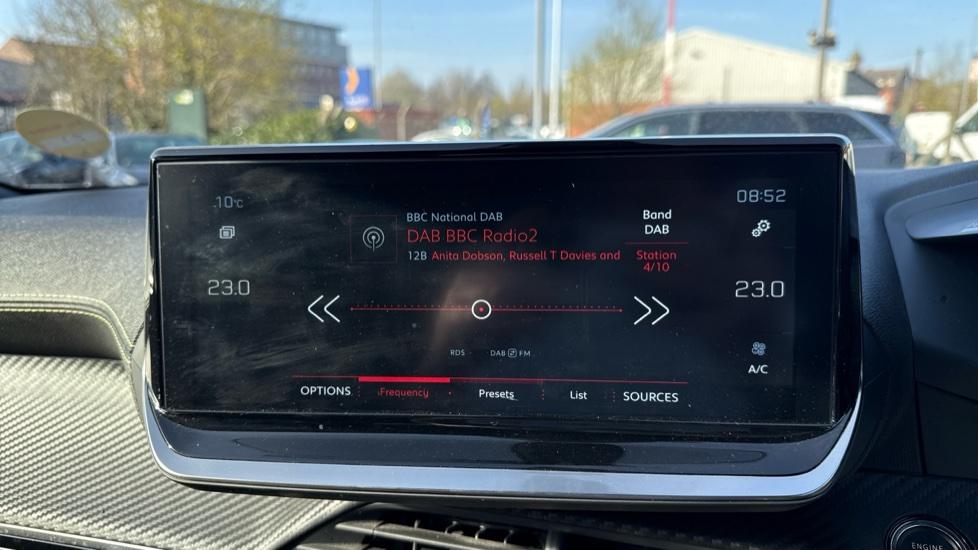 10°C
BBC National DAB
DAB BBC Radio2
12B Anita Dobson, Russell T Davies and
Band
DAB
Station
4/10
08:52
23.0
23.0
RDS DAB FM
A/C
OPTIONS Frequency Presets List SOURCES
ENGINE